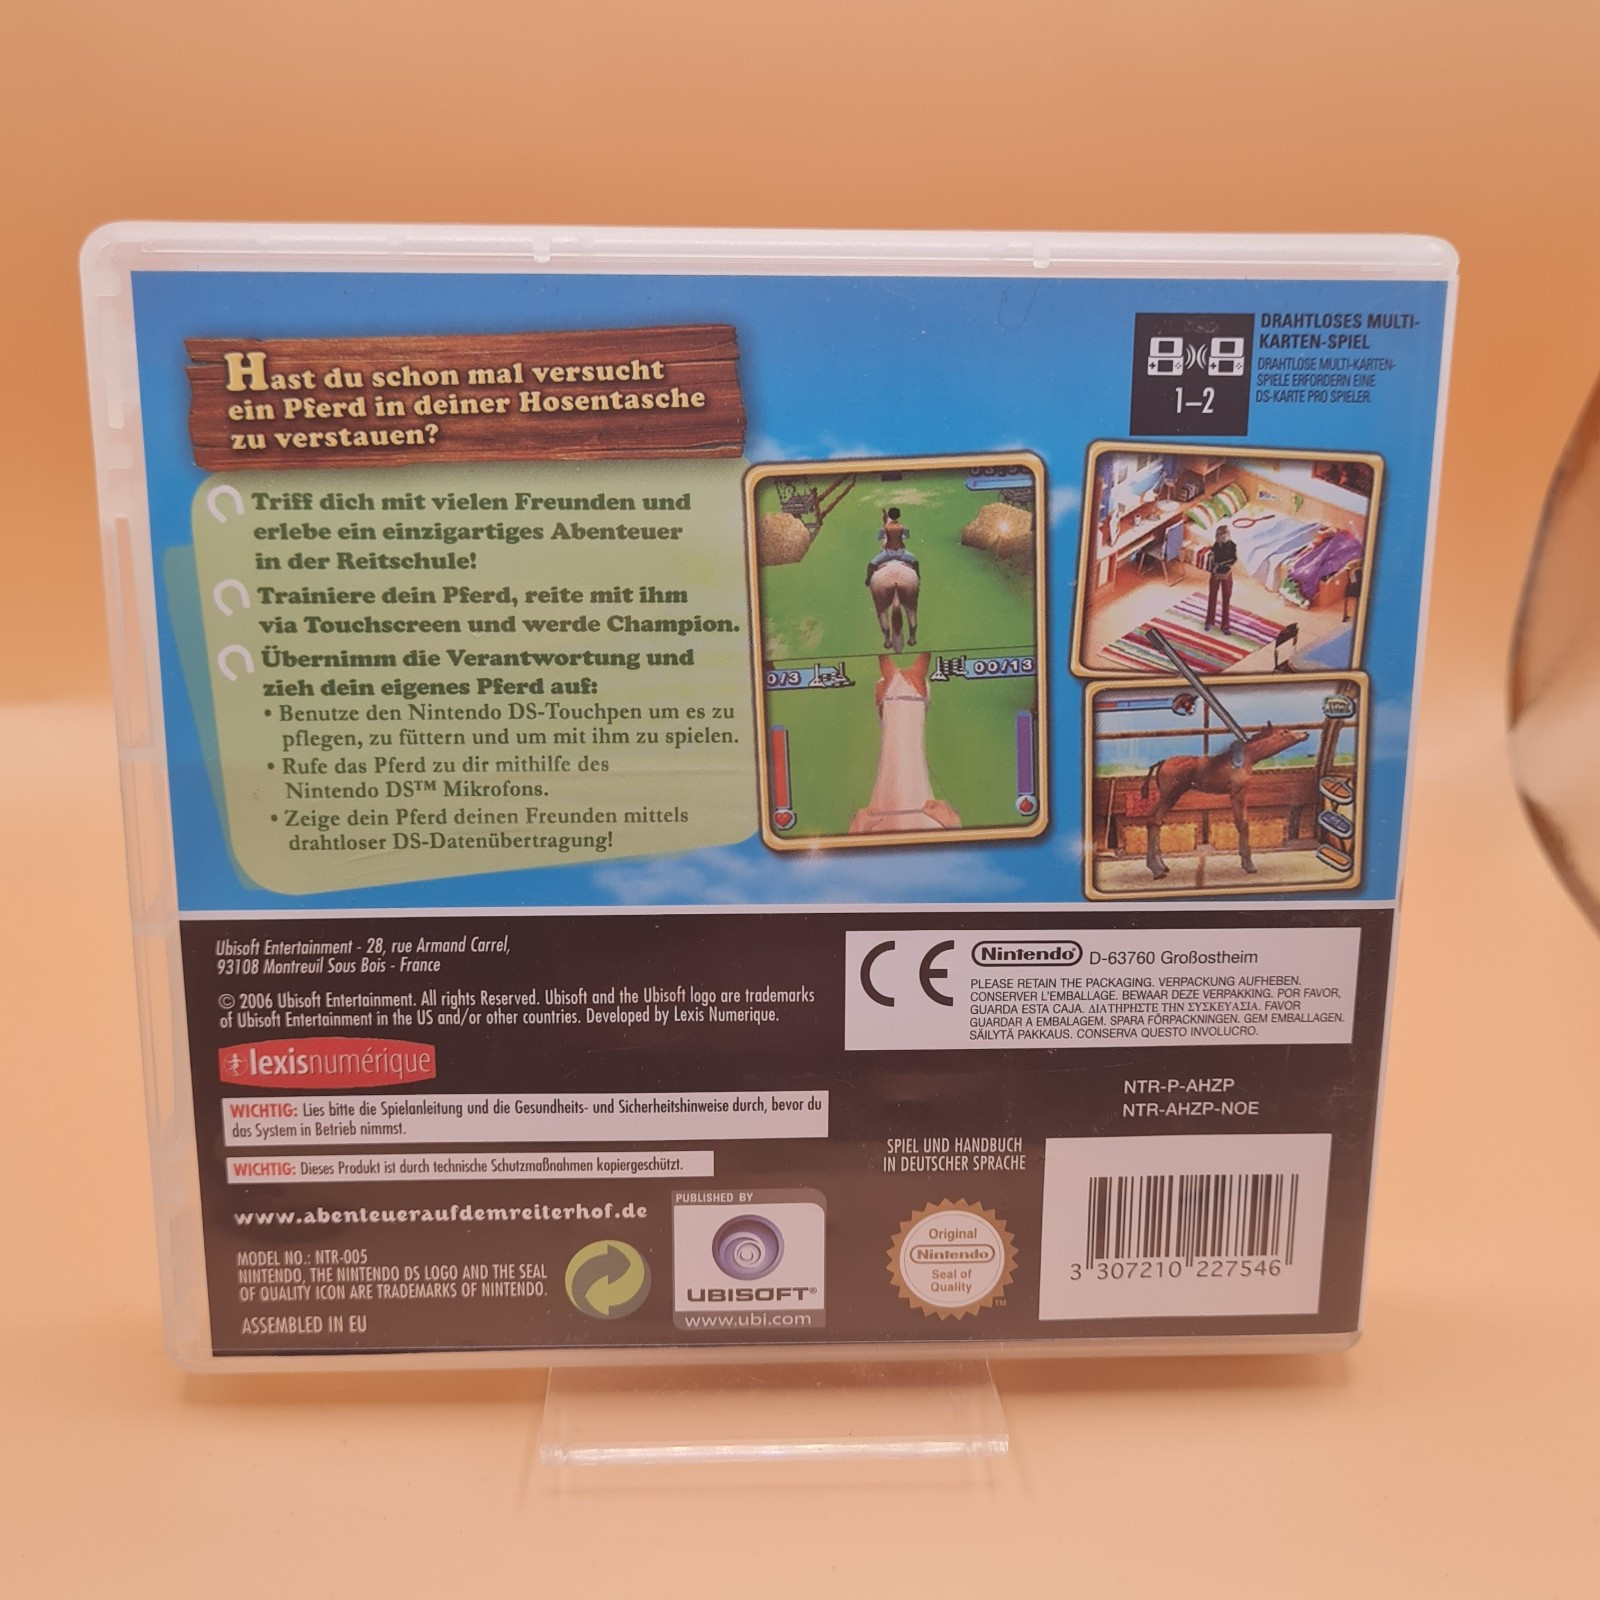 Hast du schon mal versucht
ein Pferd in deiner Hosentasche
zu verstauen?
Triff dich mit vielen Freunden und
erlebe ein einzigartiges Abenteuer
in der Reitschule!
Trainiere dein Pferd, reite mit ihm
via Touchscreen und werde Champion.
Übernimm die Verantwortung und
zieh dein eigenes Pferd auf:
• Benutze den Nintendo DS-Touchpen um es zu
pflegen, zu füttern und um mit ihm zu spielen.
• Rufe das Pferd zu dir mithilfe des
Nintendo DS™ Mikrofons.
• Zeige dein Pferd deinen Freunden mittels
drahtloser DS-Datenübertragung!
0/3
00/13
1–2
DRAHTLOSES MULTI-
KARTEN-SPIEL
DRAHTLOSE MULTI-KARTEN-
SPIELE ERFORDERN EINE
DS-KARTE PRO SPIELER.
Ubisoft Entertainment - 28, rue Armand Carrel,
93108 Montreuil Sous Bois - France
© 2006 Ubisoft Entertainment. All rights Reserved. Ubisoft and the Ubisoft logo are trademarks
of Ubisoft Entertainment in the US and/or other countries. Developed by Lexis Numerique.
lexisnumérique
WICHTIG: Lies bitte die Spielanleitung und die Gesundheits- und Sicherheitshinweise durch, bevor du
das System in Betrieb nimmst.
WICHTIG: Dieses Produkt ist durch technische Schutzmaßnahmen kopiergeschützt.
www.abenteueraufdemreiterhof.de
MODEL NO.: NTR-005
NINTENDO, THE NINTENDO DS LOGO AND THE SEAL
OF QUALITY ICON ARE TRADEMARKS OF NINTENDO.
ASSEMBLED IN EU
PUBLISHED BY
UBISOFT®
www.ubi.com
CE
Nintendo® D-63760 Großostheim
PLEASE RETAIN THE PACKAGING. VERPACKUNG AUFHEBEN.
CONSERVER L'EMBALLAGE. BEWAAR DEZE VERPAKKING. POR FAVOR,
GUARDA ESTA CAJA. ΔΙΑΤΗΡΗΣΤΕ ΤΗΝ ΣΥΣΚΕΥΑΣΙΑ. FAVOR
GUARDAR A EMBALAGEM. SPARA FÖRPACKNINGEN. GEM EMBALLAGEN.
SÄILYTÄ PAKKAUS. CONSERVA QUESTO INVOLUCRO.
NTR-P-AHZP
NTR-AHZP-NOE
SPIEL UND HANDBUCH
IN DEUTSCHER SPRACHE
Original
Nintendo
Seal of
Quality
TM
3 307210 227546